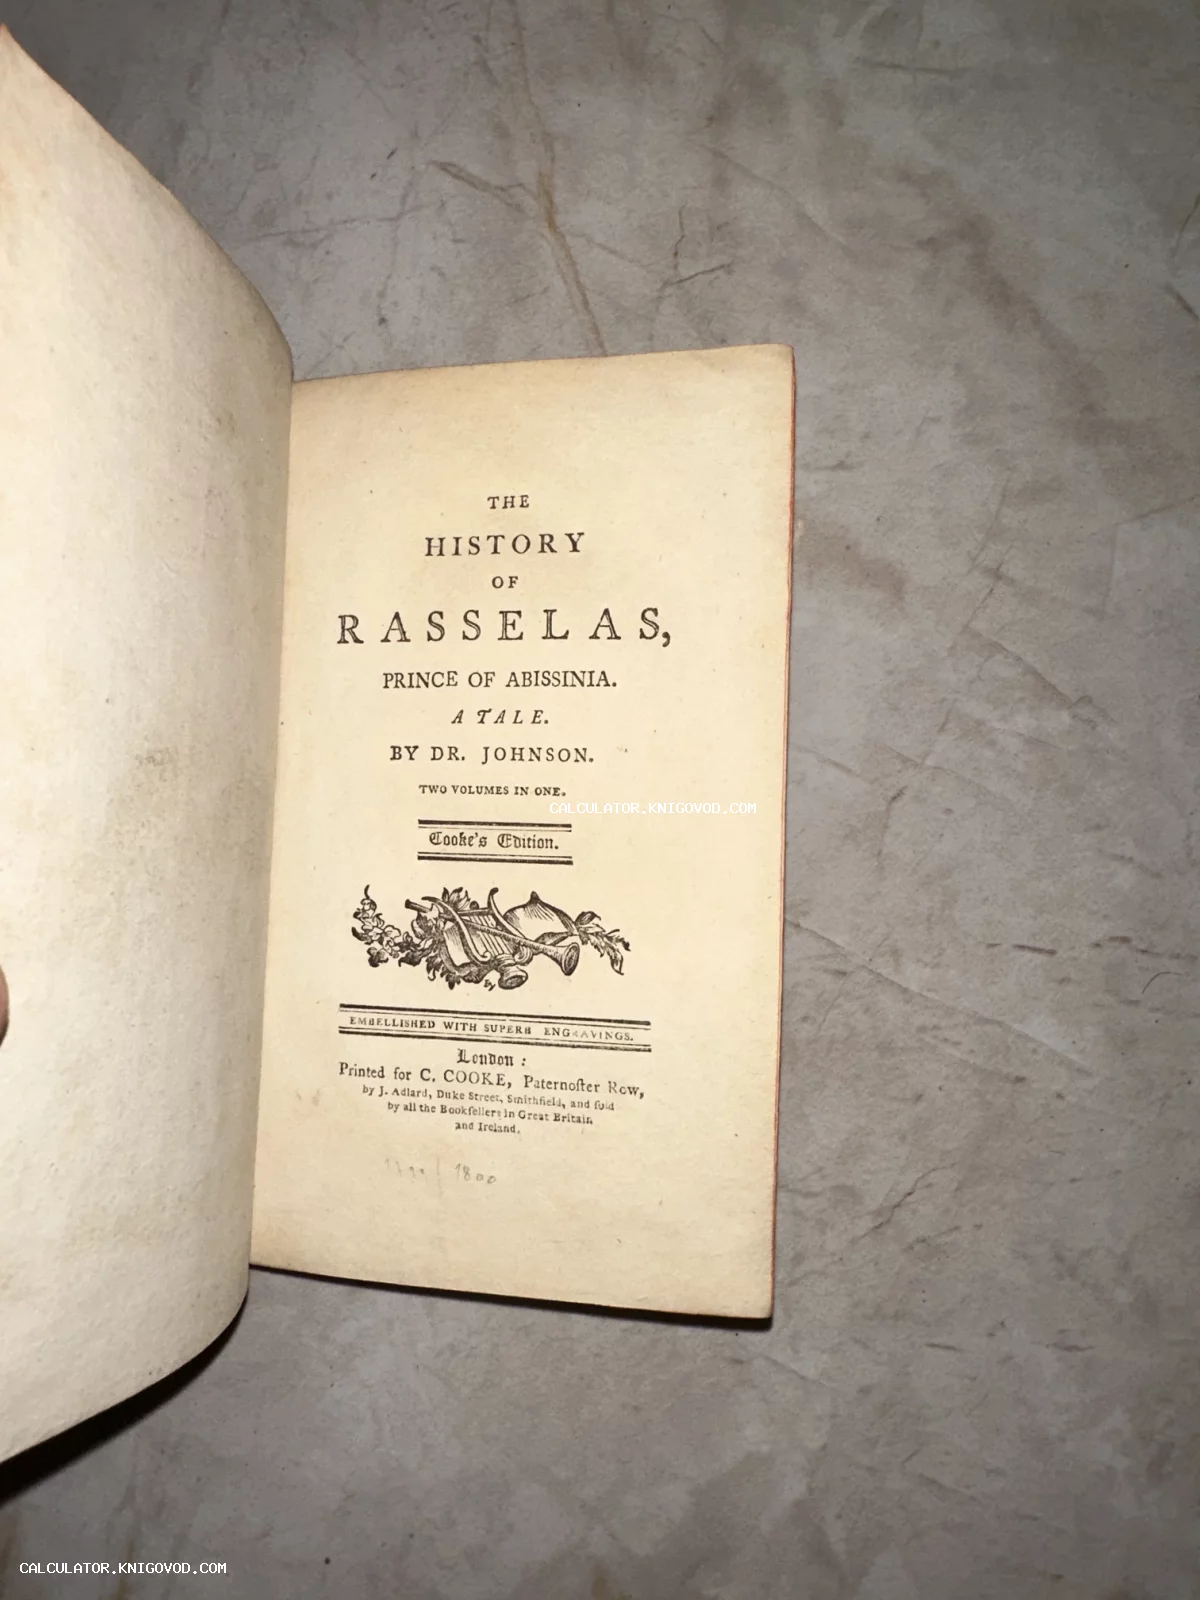 THE
HISTORY
OF
RASSELAS,
PRINCE OF ABISSINIA.
A TALE.
BY DR. JOHNSON.
TWO VOLUMES IN ONE.
CALCULATOR.KNIGOVOD.COM
Cooke's Edition.
EMBELLISHED WITH SUPERB ENGRAVINGS.
London :
Printed for C. COOKE, Paternoſter Row,
by J. Adlard, Duke Street, Smithfield, and ſold
by all the Bookſellers in Great Britain
and Ireland.
1800
CALCULATOR.KNIGOVOD.COM